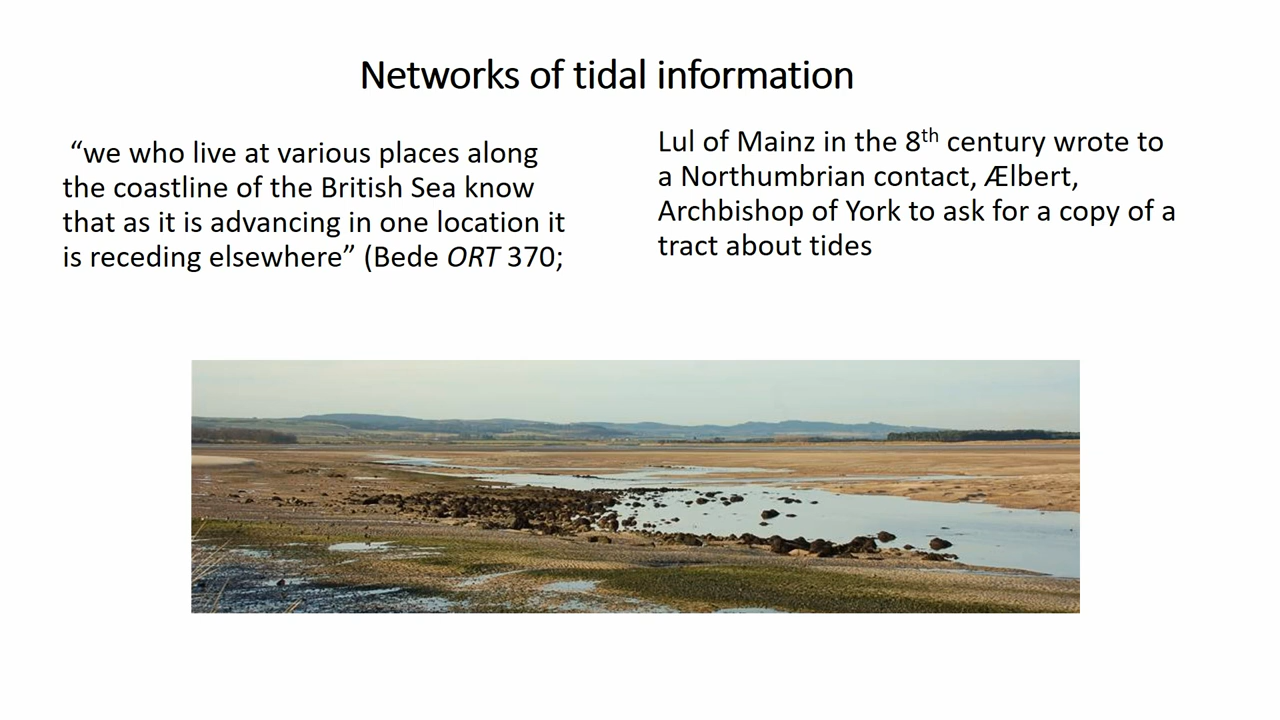 Networks of tidal information
“we who live at various places along
the coastline of the British Sea know
that as it is advancing in one location it
is receding elsewhere” (Bede ORT 370;
Lul of Mainz in the 8th century wrote to
a Northumbrian contact, Ælbert,
Archbishop of York to ask for a copy of a
tract about tides